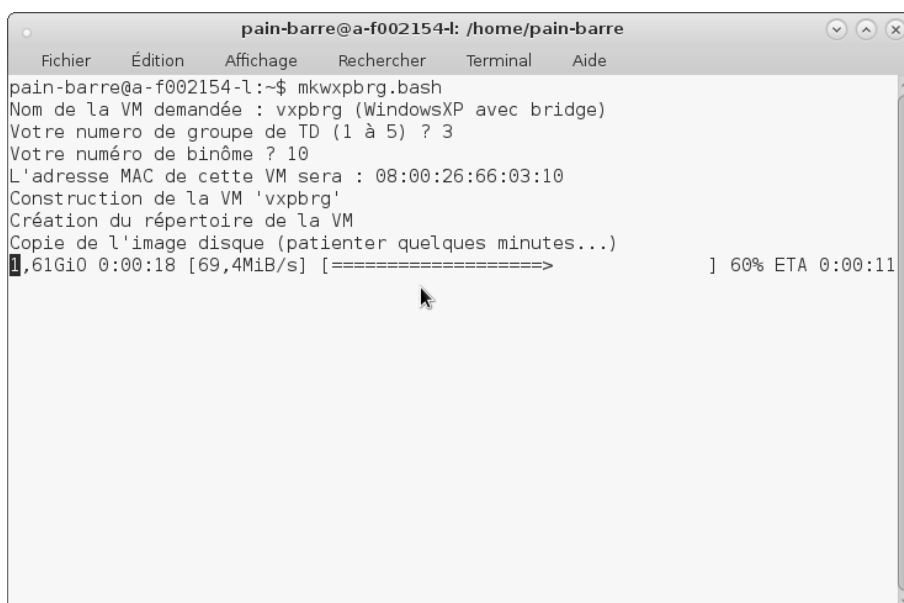 pain-barre@a-f002154-l: /home/pain-barre
Fichier Édition Affichage Rechercher Terminal Aide
pain-barre@a-f002154-l:~$ mkwxpbrg.bash
Nom de la VM demandée : vxpbrg (WindowsXP avec bridge)
Votre numero de groupe de TD (1 à 5) ? 3
Votre numéro de binôme ? 10
L'adresse MAC de cette VM sera : 08:00:26:66:03:10
Construction de la VM 'vxpbrg'
Création du répertoire de la VM
Copie de l'image disque (patienter quelques minutes...)
1,61GiO 0:00:18 [69,4MiB/s] [===================>              ] 60% ETA 0:00:11